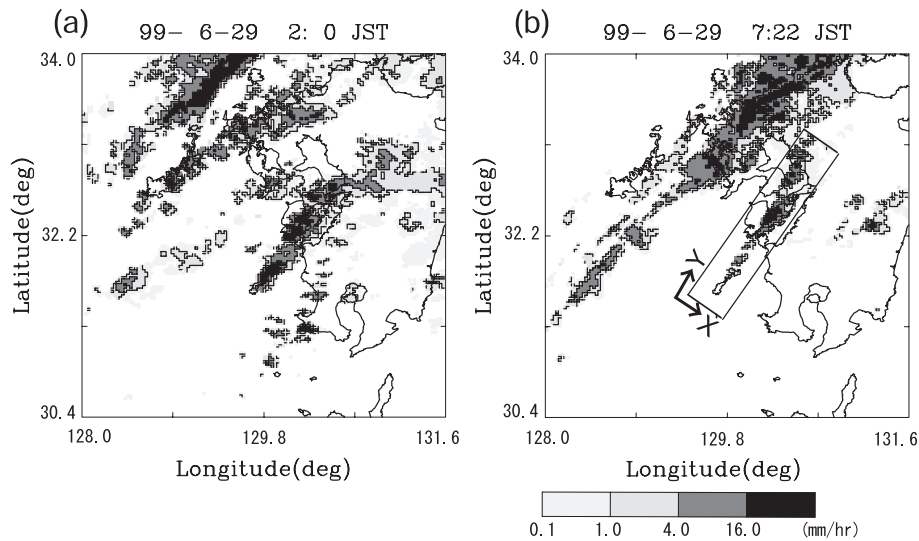 (a)
99- 6-29 2: 0 JST
34.0
32.2
30.4
Latitude(deg)
128.0 129.8 131.6
Longitude(deg)
(b)
99- 6-29 7:22 JST
34.0
32.2
30.4
Latitude(deg)
Y
X
128.0 129.8 131.6
Longitude(deg)
0.1 1.0 4.0 16.0 (mm/hr)